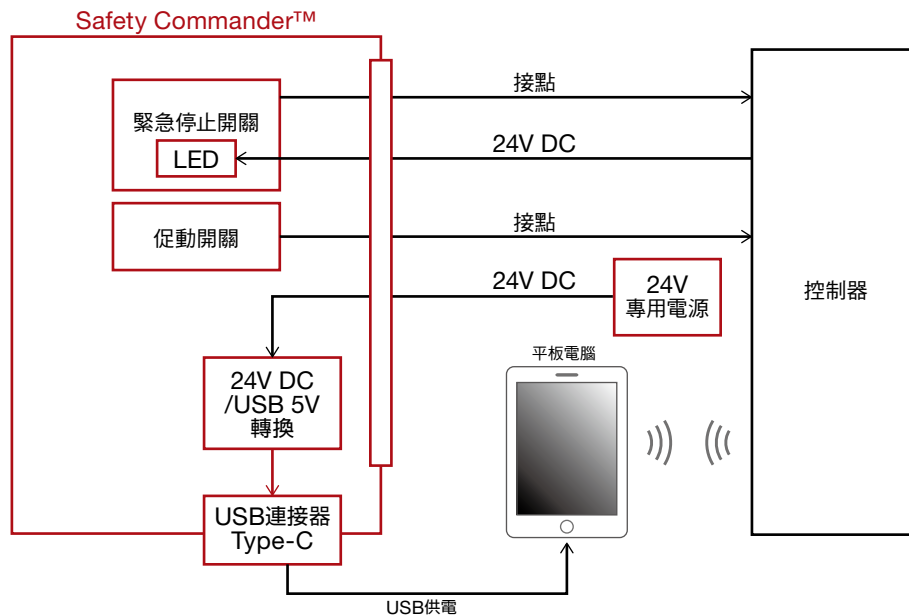 Safety Commander™
緊急停止開關
LED
接點
24V DC
促動開關
接點
24V DC
24V
專用電源
控制器
平板電腦
24V DC
/USB 5V
轉換
USB連接器
Type-C
USB供電